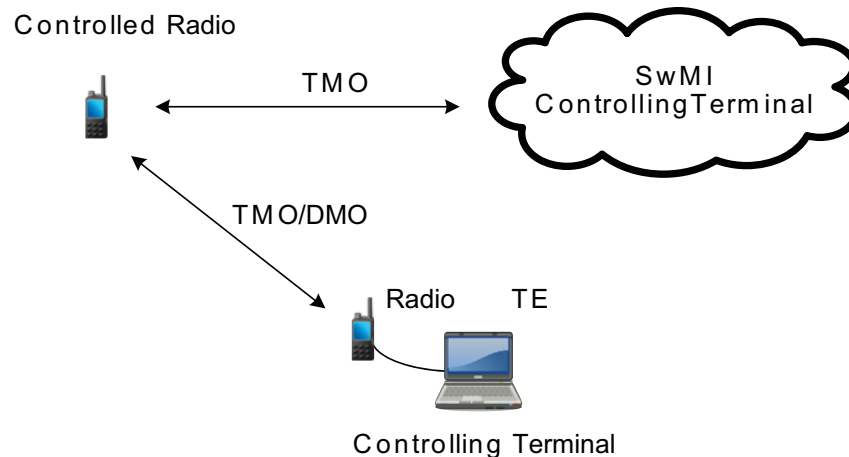 Controlled Radio
TMO
SwMI
ControllingTerminal
TMO/DMO
Radio TE
Controlling Terminal